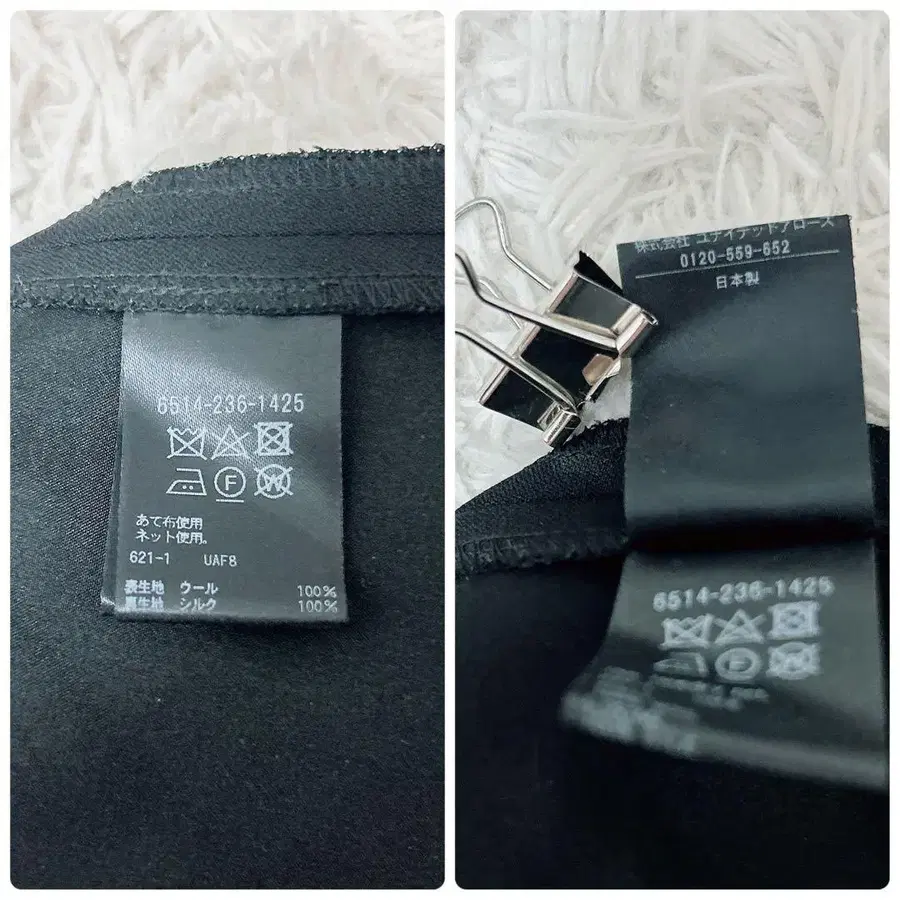 6514-236-1425
F
W
あて布使用
ネット使用。
621-1 UAF8
表生地 ウール 100%
裏生地 シルク 100%
株式会社 ユナイテッドアローズ
0120-559-652
日本製
6514-236-1425
F
W